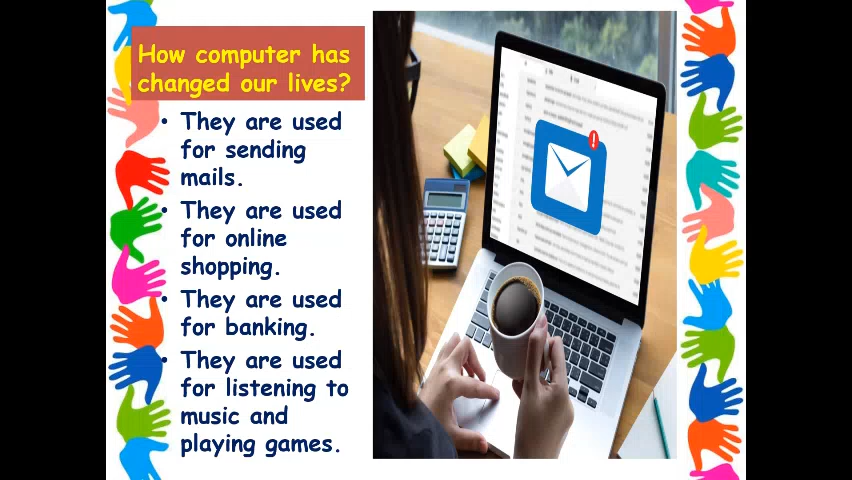 How computer has
changed our lives?
• They are used
for sending
mails.
• They are used
for online
shopping.
• They are used
for banking.
• They are used
for listening to
music and
playing games.